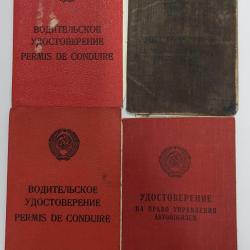 ВОДИТЕЛЬСКОЕ
УДОСТОВЕРЕНИЕ
PERMIS DE CONDUIRE
ВОДИТЕЛЬСКОЕ
УДОСТОВЕРЕНИЕ
PERMIS DE CONDUIRE
УДОСТОВЕРЕНИЕ
НА ПРАВО УПРАВЛЕНИЯ
АВТОМОБИЛЕМ